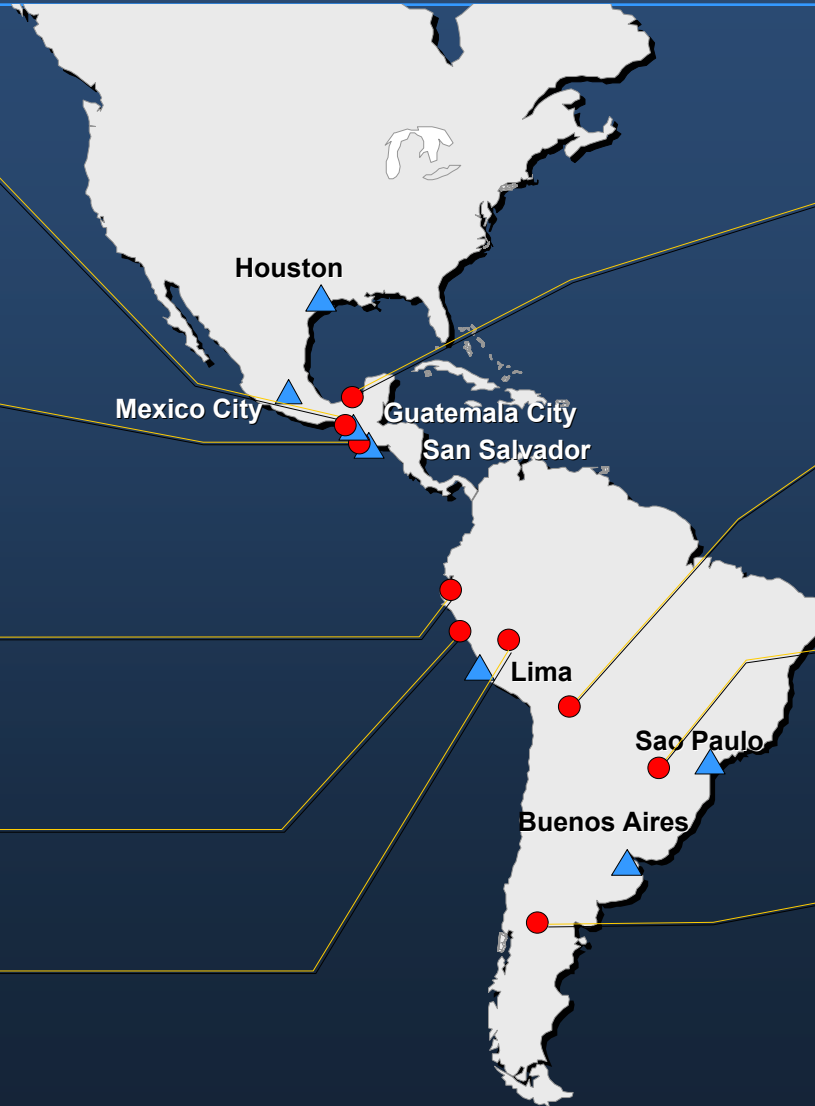 Houston
Mexico City
Guatemala City
San Salvador
Lima
Sao Paulo
Buenos Aires